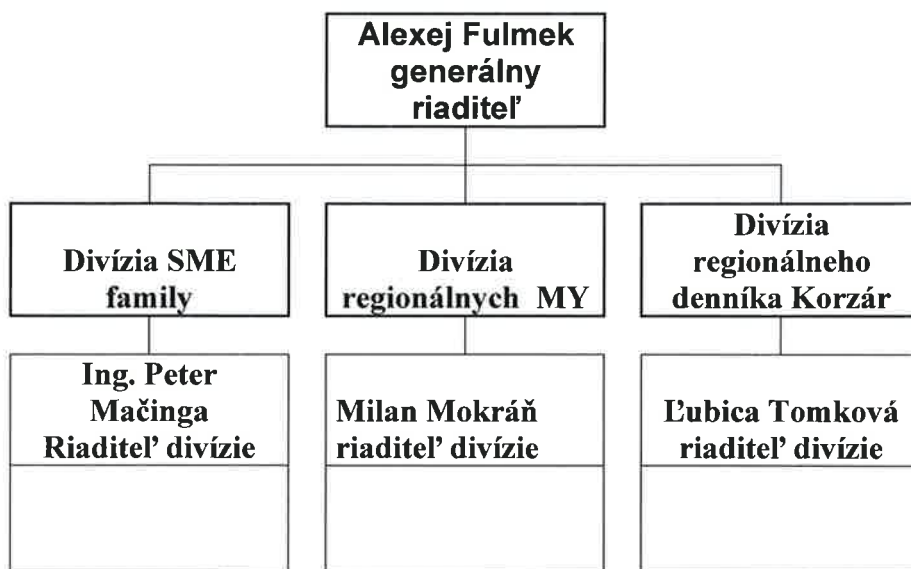 Alexej Fulmek
generálny
riaditeľ
Divízia SME
family
Divízia
regionálnych MY
Divízia
regionálneho
denníka Korzár
Ing. Peter
Mačinga
Riaditeľ divízie
Milan Mokráň
riaditeľ divízie
Ľubica Tomková
riaditeľ divízie